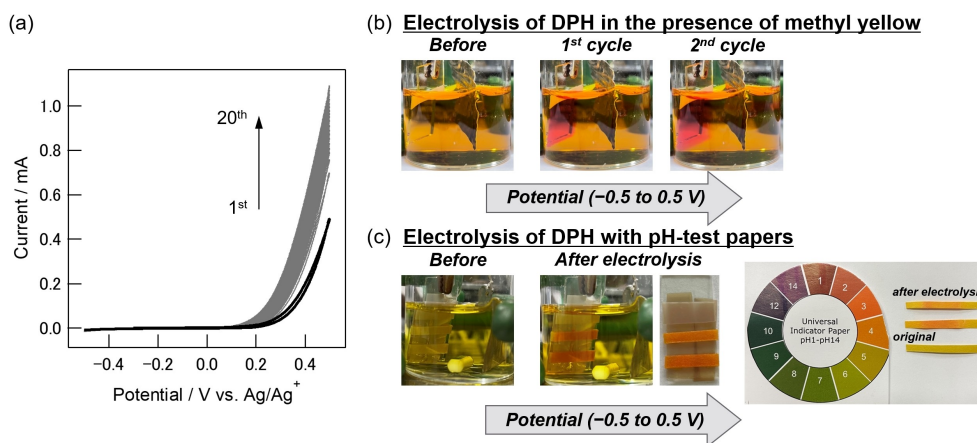 (a)
1.0
0.8
0.6
0.4
0.2
0.0
Current / mA
20th
1st
−0.4 −0.2 0.0 0.2 0.4
Potential / V vs. Ag/Ag+
(b) Electrolysis of DPH in the presence of methyl yellow
Before 1st cycle 2nd cycle
Potential (−0.5 to 0.5 V)
(c) Electrolysis of DPH with pH-test papers
Before After electrolysis
1
2
3
4
5
6
7
8
9
10
12
14
Universal
Indicator Paper
pH1-pH14
after electrolysis
original
Potential (−0.5 to 0.5 V)